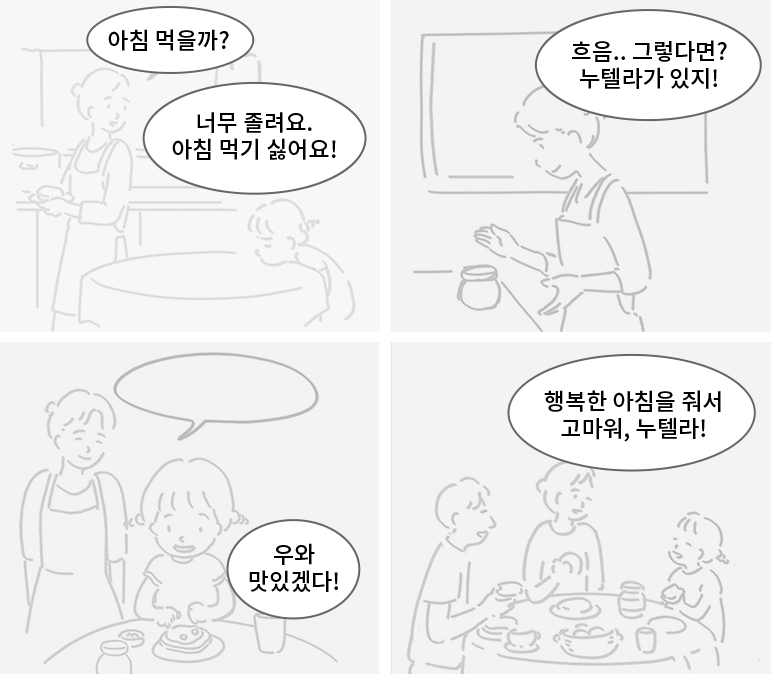 아침 먹을까?
너무 졸려요.
아침 먹기 싫어요!
흐음.. 그렇다면?
누텔라가 있지!
우와
맛있겠다!
행복한 아침을 줘서
고마워, 누텔라!